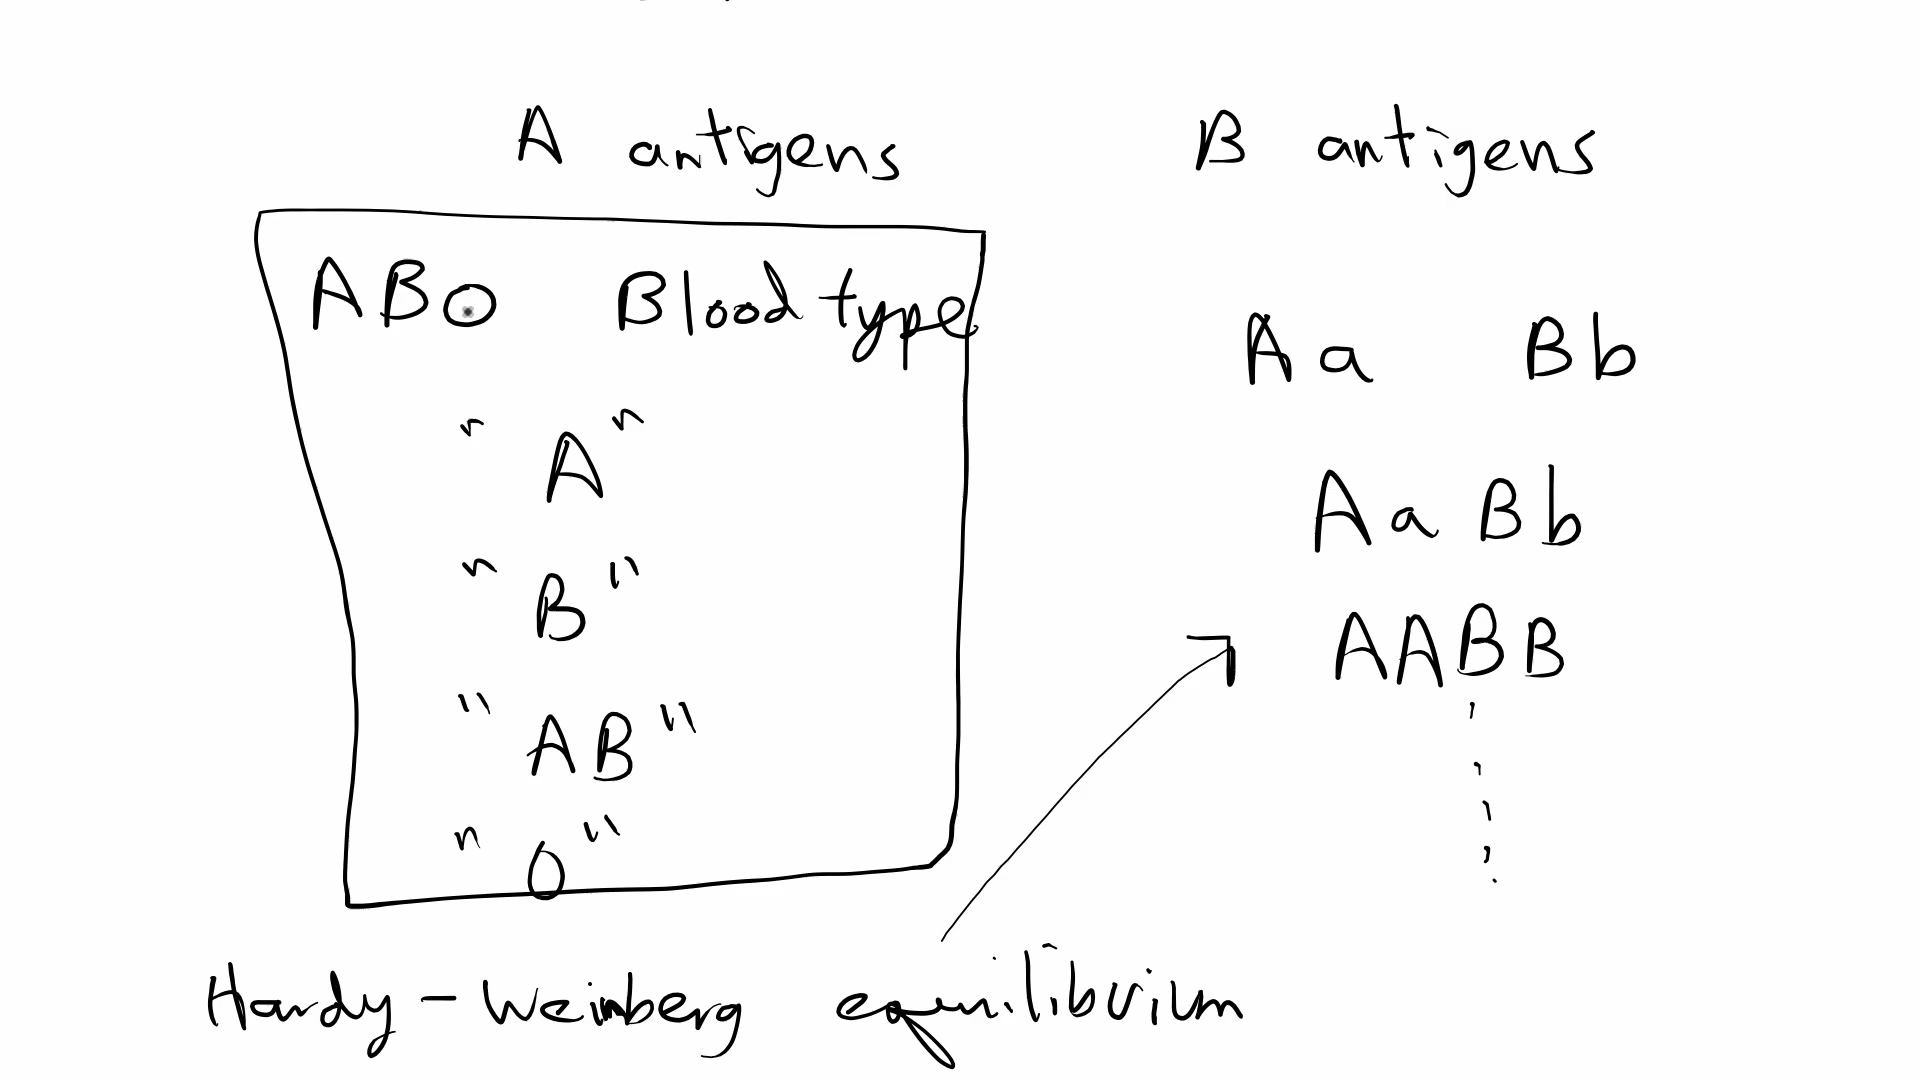 A antigens B antigens
ABO Blood type
Aa Bb
"A"
AaBb
"B"
AABB
"AB"
"O"
Hardy-Weinberg equilibrium